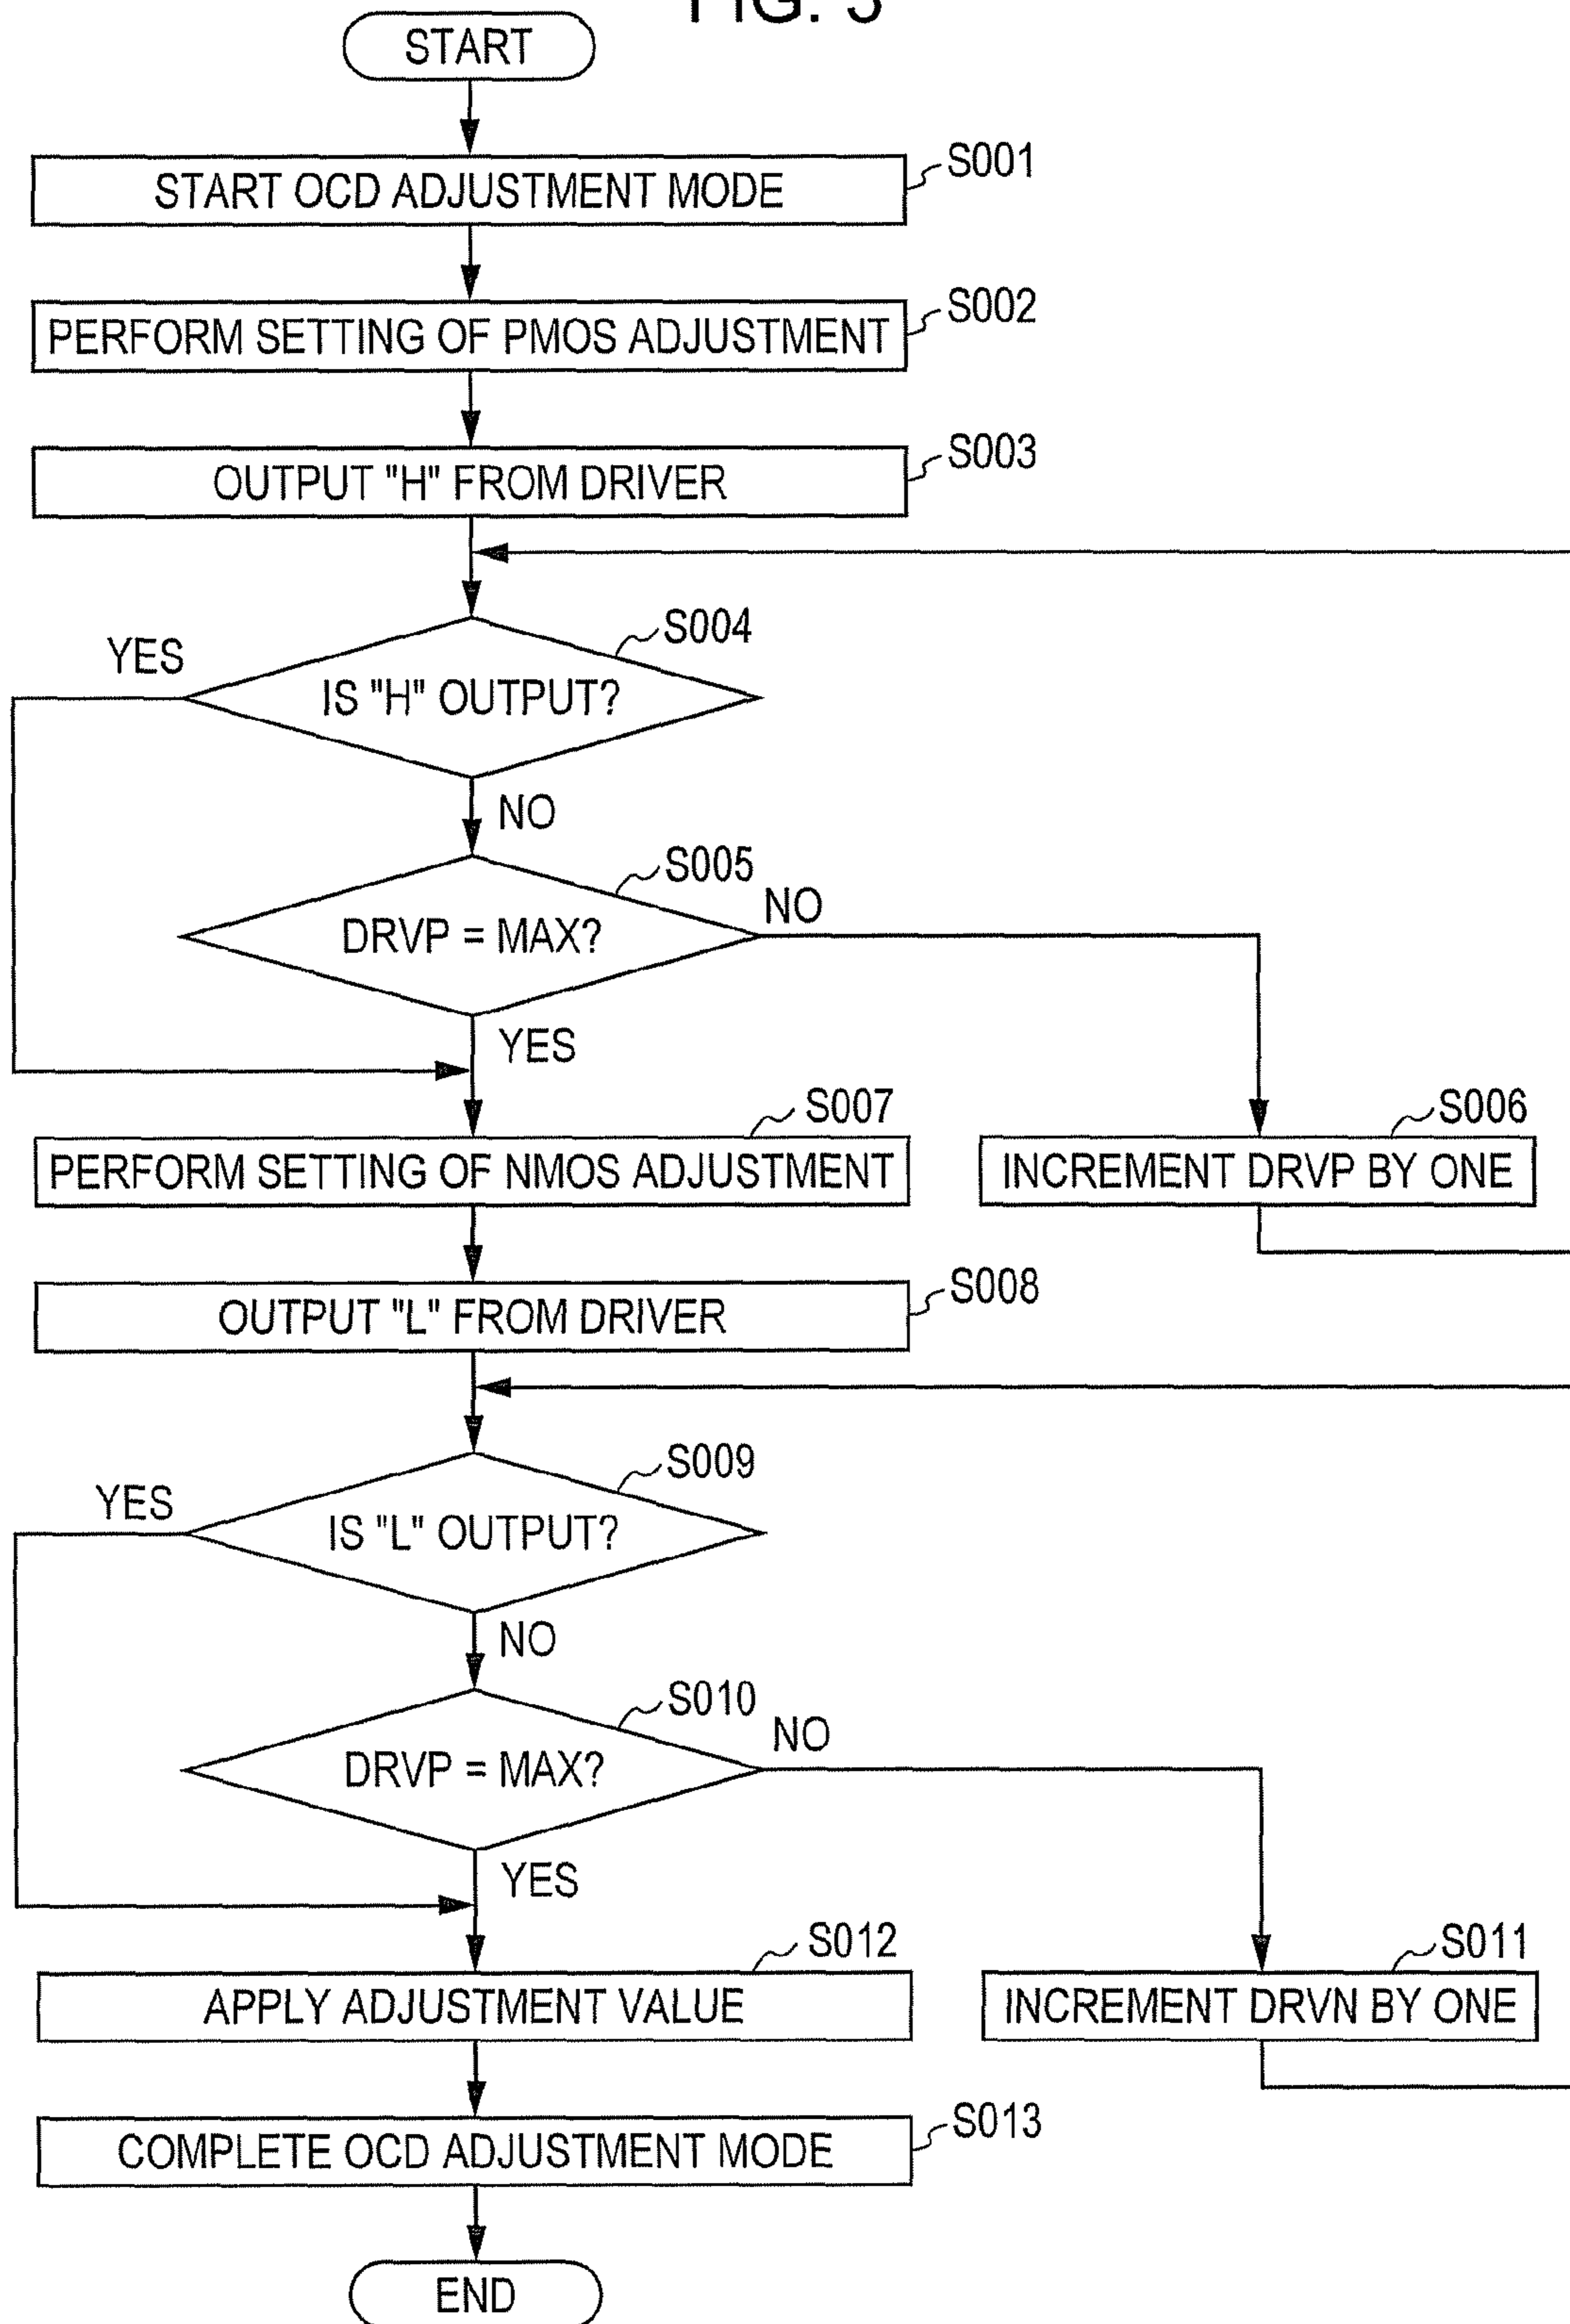 FIG. 3
START
START OCD ADJUSTMENT MODE
S001
PERFORM SETTING OF PMOS ADJUSTMENT
S002
OUTPUT "H" FROM DRIVER
S003
S004
YES
IS "H" OUTPUT?
NO
S005
NO
DRVP = MAX?
YES
S007
S006
PERFORM SETTING OF NMOS ADJUSTMENT
INCREMENT DRVP BY ONE
S008
OUTPUT "L" FROM DRIVER
S009
YES
IS "L" OUTPUT?
NO
S010
NO
DRVP = MAX?
YES
S012
S011
APPLY ADJUSTMENT VALUE
INCREMENT DRVN BY ONE
S013
COMPLETE OCD ADJUSTMENT MODE
END